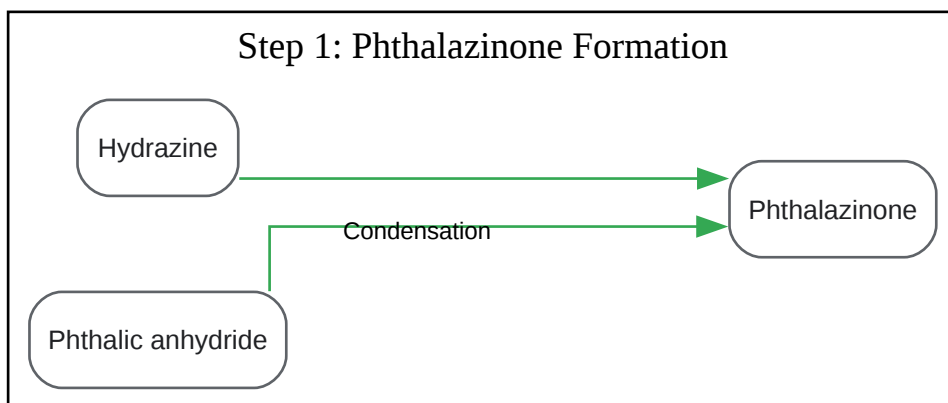 Step 1: Phthalazinone Formation
Hydrazine
Phthalazinone
Condensation
Phthalic anhydride